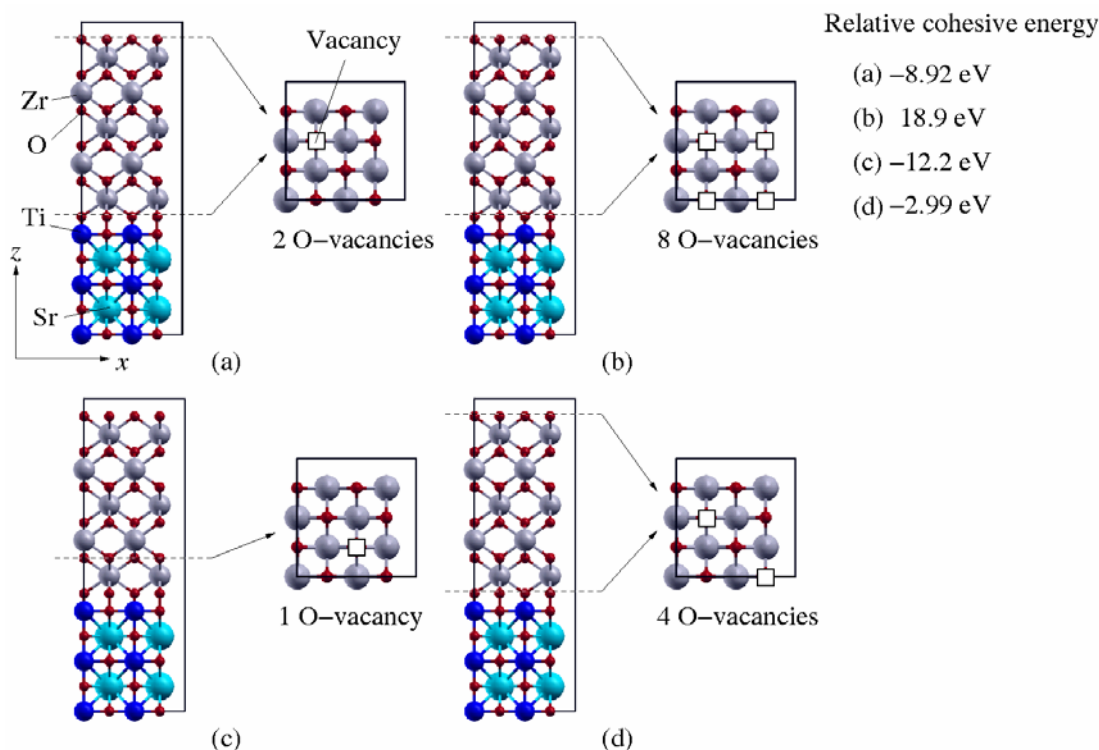 Vacancy
Relative cohesive energy
(a) −8.92 eV
(b) 18.9 eV
(c) −12.2 eV
(d) −2.99 eV
Zr
O
Ti
Sr
z
x
2 O−vacancies
8 O−vacancies
(a)
(b)
1 O−vacancy
4 O−vacancies
(c)
(d)